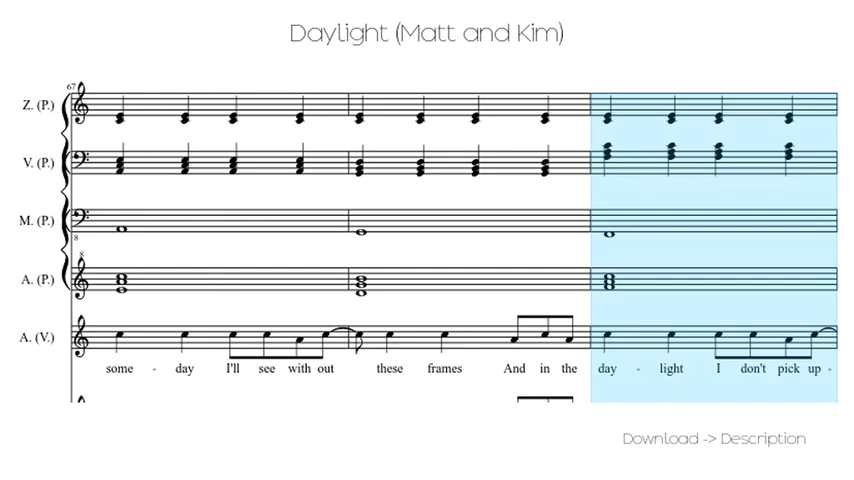 Daylight (Matt and Kim)
67
Z. (P.)
V. (P.)
M. (P.)
8
8
A. (P.)
A. (V.)
some - day I'll see with out these frames And in the day - light I don't pick up -
Download -> Description